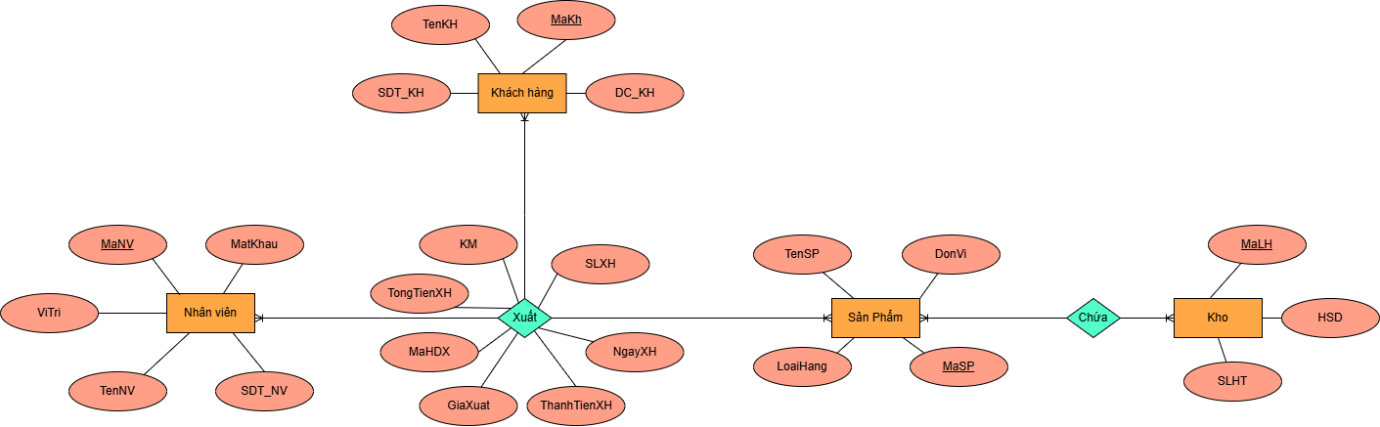 TenKH
MaKh
SDT_KH
Khách hàng
DC_KH
MaNV
MatKhau
KM
SLXH
TenSP
DonVi
MaLH
TongTienXH
ViTri
Nhân viên
Xuất
Săn Phẩm
Chứa
Kho
HSD
MaHDX
NgayXH
LoaiHang
MaSP
SLHT
TenNV
SDT_NV
GiaXuat
ThanhTienXH